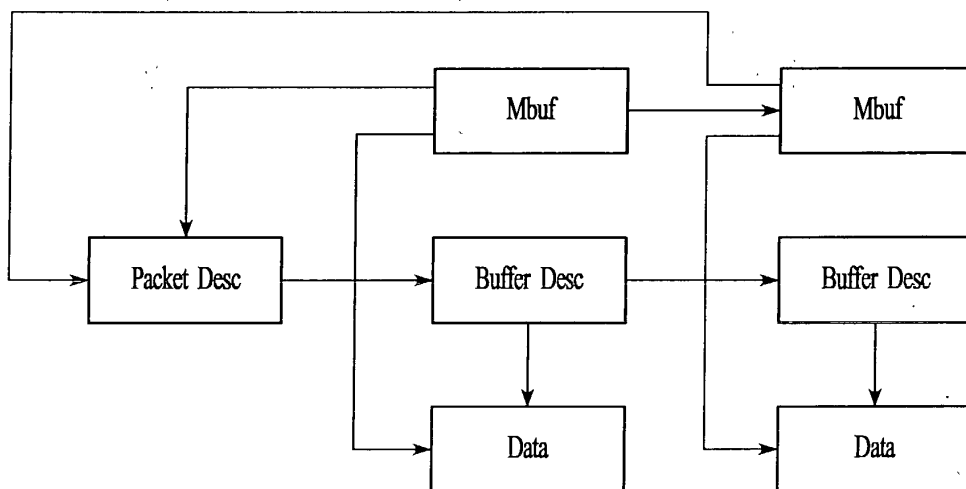 Mbuf
Mbuf
Packet Desc
Buffer Desc
Buffer Desc
Data
Data